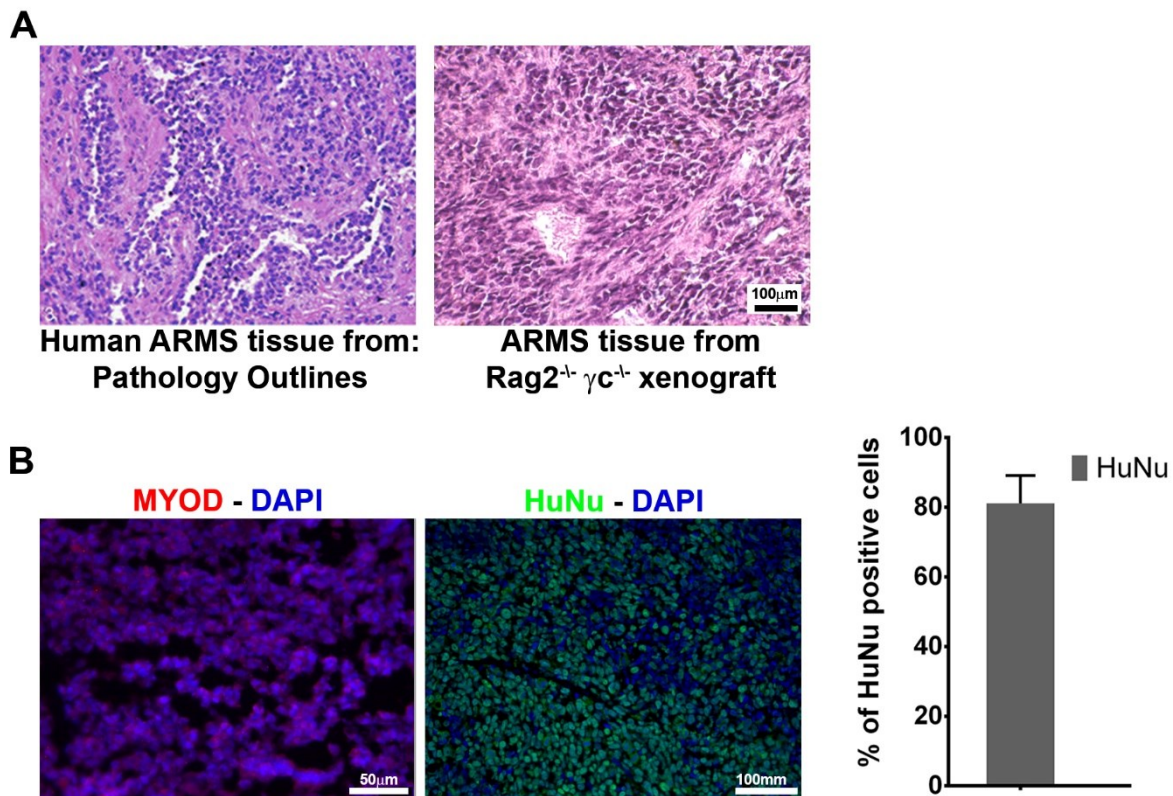 A
100μm
Human ARMS tissue from:
Pathology Outlines
ARMS tissue from
Rag2-\- γc-\- xenograft
B
MYOD - DAPI
HuNu - DAPI
50μm
100mm
% of HuNu positive cells
100
80
60
40
20
0
HuNu